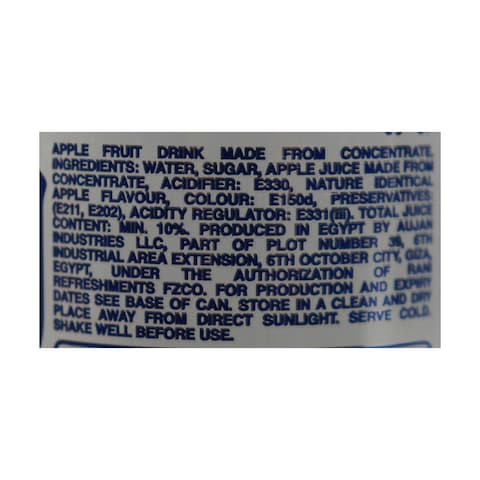 APPLE FRUIT DRINK MADE FROM CONCENTRATE.
INGREDIENTS: WATER, SUGAR, APPLE JUICE MADE FROM
CONCENTRATE, ACIDIFIER: E330, NATURE IDENTICAL
APPLE FLAVOUR, COLOUR: E150d, PRESERVATIVES:
(E211, E202), ACIDITY REGULATOR: E331(iii). TOTAL JUICE
CONTENT: MIN. 10%. PRODUCED IN EGYPT BY AUJAN
INDUSTRIES LLC, PART OF PLOT NUMBER 39, 6TH
INDUSTRIAL AREA EXTENSION, 6TH OCTOBER CITY, GIZA,
EGYPT, UNDER THE AUTHORIZATION OF RANI
REFRESHMENTS FZCO. FOR PRODUCTION AND EXPIRY
DATES SEE BASE OF CAN. STORE IN A CLEAN AND DRY
PLACE AWAY FROM DIRECT SUNLIGHT. SERVE COLD.
SHAKE WELL BEFORE USE.